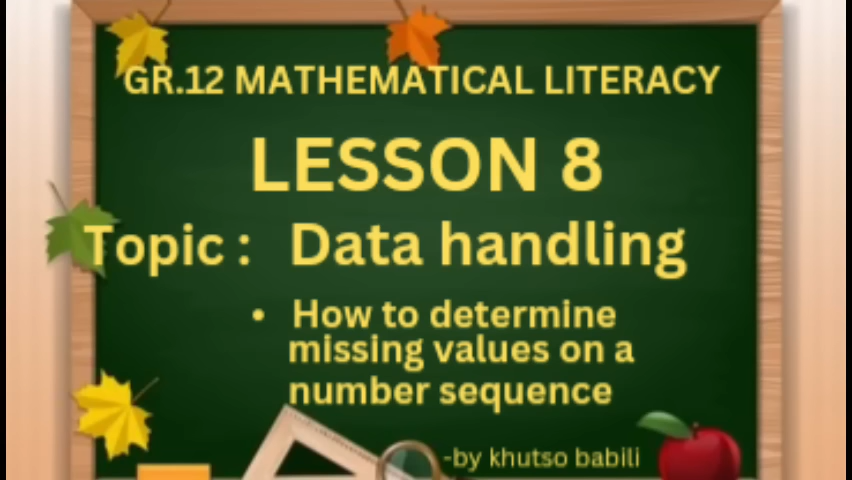 GR.12 MATHEMATICAL LITERACY
LESSON 8
Topic : Data handling
• How to determine
missing values on a
number sequence
-by khutso babili